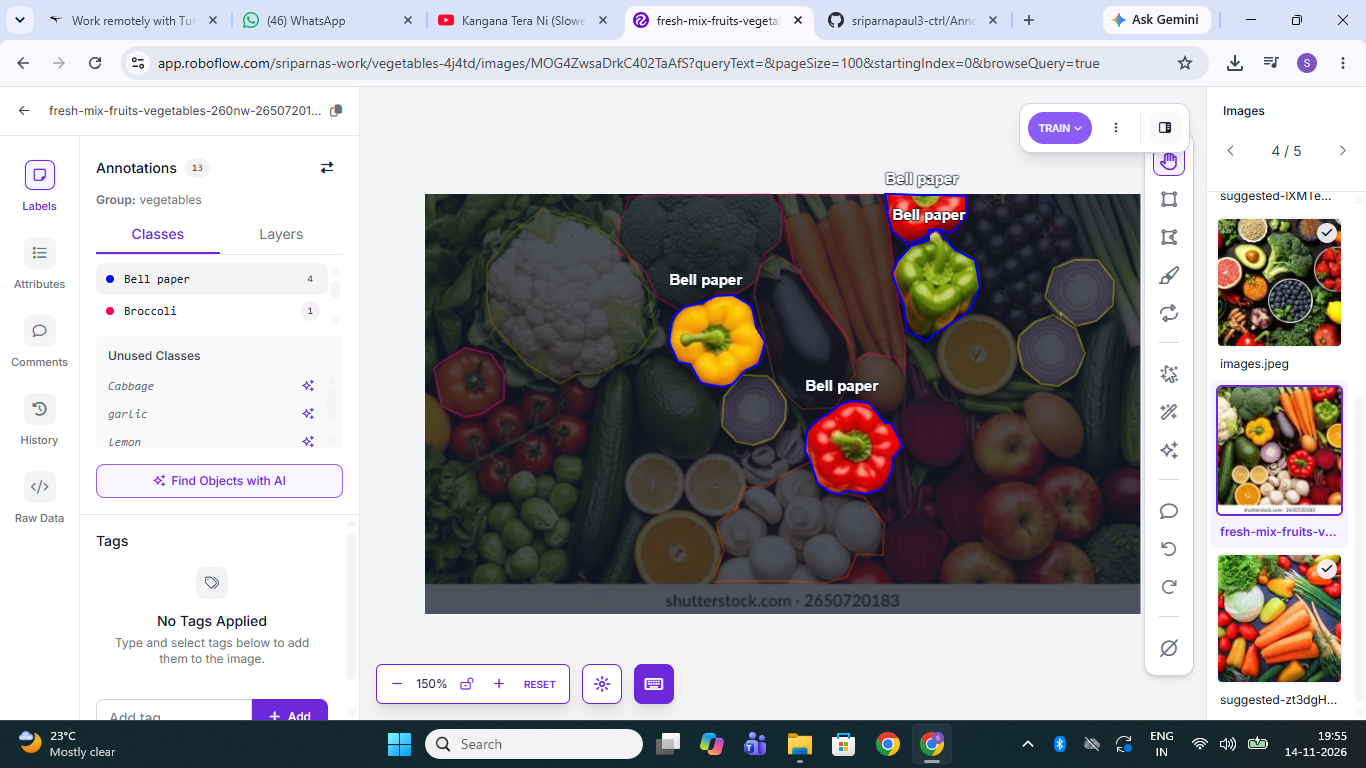 Work remotely with Tu
(46) WhatsApp
Kangana Tera Ni (Slowe
fresh-mix-fruits-vegeta
sriparnapaul3-ctrl/Anno
Ask Gemini
app.roboflow.com/sriparnas-work/vegetables-4j4td/images/MOG4ZwsaDrkC402TaAfS?queryText=&pageSize=100&startingIndex=0&browseQuery=true
S
fresh-mix-fruits-vegetables-260nw-26507201...
Labels
Attributes
Comments
History
Raw Data
Annotations 13
Group: vegetables
Classes
Layers
Bell paper 4
Broccoli 1
Unused Classes
Cabbage
garlic
lemon
Find Objects with AI
Tags
No Tags Applied
Type and select tags below to add
them to the image.
Add tag
+ Add
TRAIN
Bell paper
Bell paper
Bell paper
Bell paper
shutterstock.com · 2650720183
150%
RESET
Images
4 / 5
suggested-lXMTe...
images.jpeg
shutterstock.com · 2650720183
fresh-mix-fruits-v...
suggested-zt3dgH...
23°C
Mostly clear
Search
ENG
IN
19:55
14-11-2026